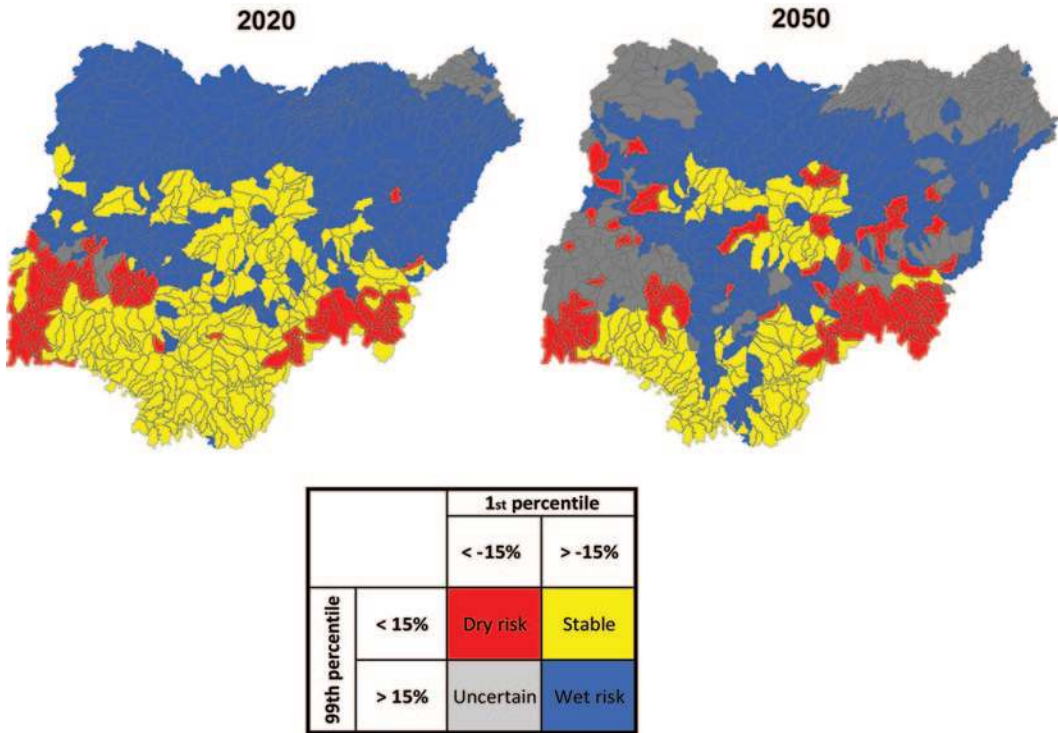 2020 2050
1st percentile
< -15% > -15%
99th percentile
< 15% Dry risk Stable
> 15% Uncertain Wet risk